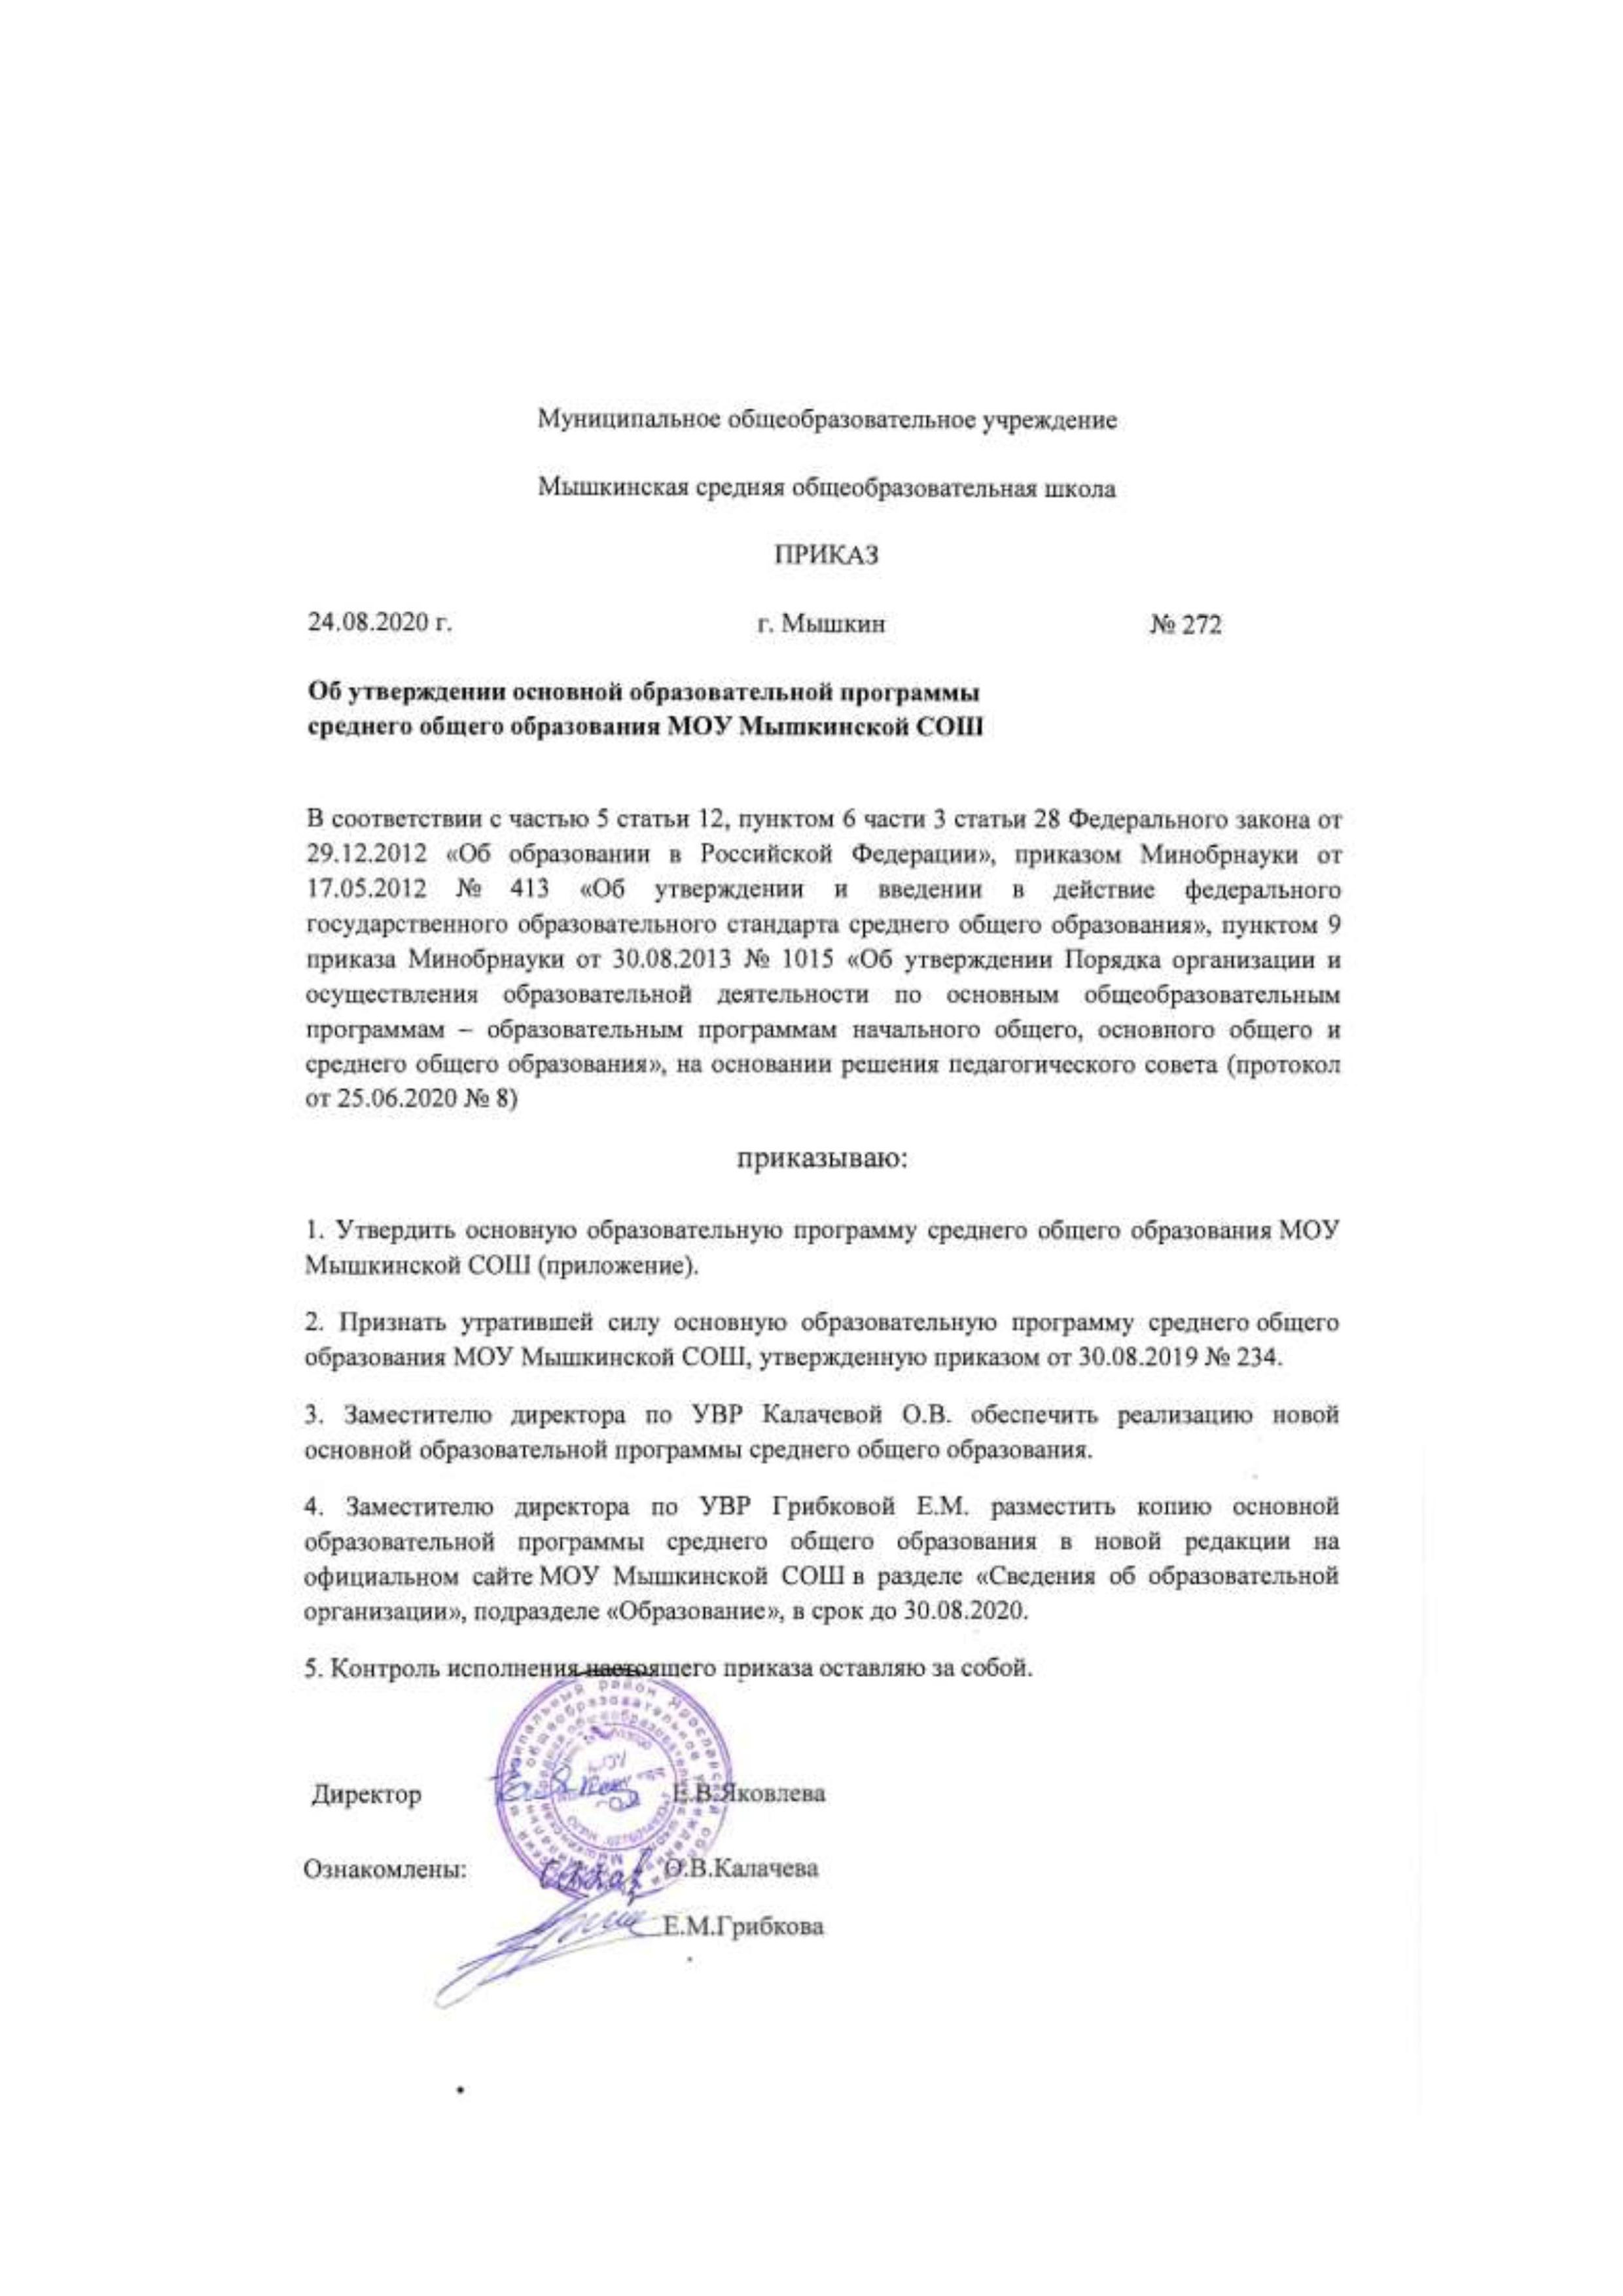 Муниципальное общеобразовательное учреждение
Мышкинская средняя общеобразовательная школа
ПРИКАЗ
24.08.2020 г. г. Мышкин № 272
Об утверждении основной образовательной программы
среднего общего образования МОУ Мышкинской СОШ
В соответствии с частью 5 статьи 12, пунктом 6 части 3 статьи 28 Федерального закона от
29.12.2012 «Об образовании в Российской Федерации», приказом Минобрнауки от
17.05.2012 № 413 «Об утверждении и введении в действие федерального
государственного образовательного стандарта среднего общего образования», пунктом 9
приказа Минобрнауки от 30.08.2013 № 1015 «Об утверждении Порядка организации и
осуществления образовательной деятельности по основным общеобразовательным
программам – образовательным программам начального общего, основного общего и
среднего общего образования», на основании решения педагогического совета (протокол
от 25.06.2020 № 8)
приказываю:
1. Утвердить основную образовательную программу среднего общего образования МОУ
Мышкинской СОШ (приложение).
2. Признать утратившей силу основную образовательную программу среднего общего
образования МОУ Мышкинской СОШ, утвержденную приказом от 30.08.2019 № 234.
3. Заместителю директора по УВР Калачевой О.В. обеспечить реализацию новой
основной образовательной программы среднего общего образования.
4. Заместителю директора по УВР Грибковой Е.М. разместить копию основной
образовательной программы среднего общего образования в новой редакции на
официальном сайте МОУ Мышкинской СОШ в разделе «Сведения об образовательной
организации», подразделе «Образование», в срок до 30.08.2020.
5. Контроль исполнения настоящего приказа оставляю за собой.
Директор Е.В.Яковлева
Ознакомлены: О.В.Калачева
Е.М.Грибкова